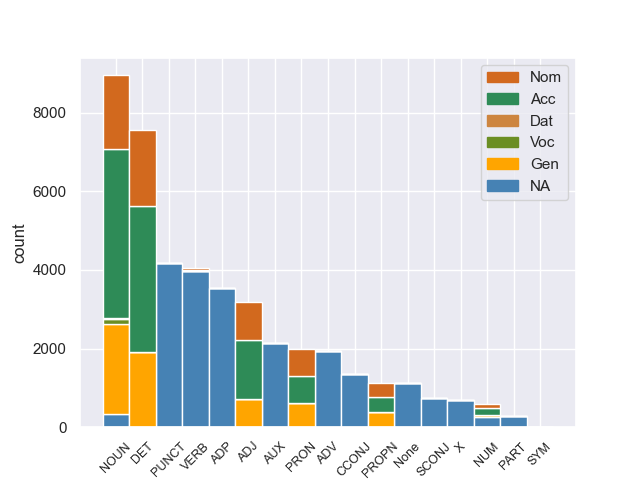 Nom
Acc
Dat
Voc
Gen
NA
count
8000
6000
4000
2000
0
NOUN
DET
PUNCT
VERB
ADP
ADJ
AUX
PRON
ADV
CCONJ
PROPN
None
SCONJ
X
NUM
PART
SYM